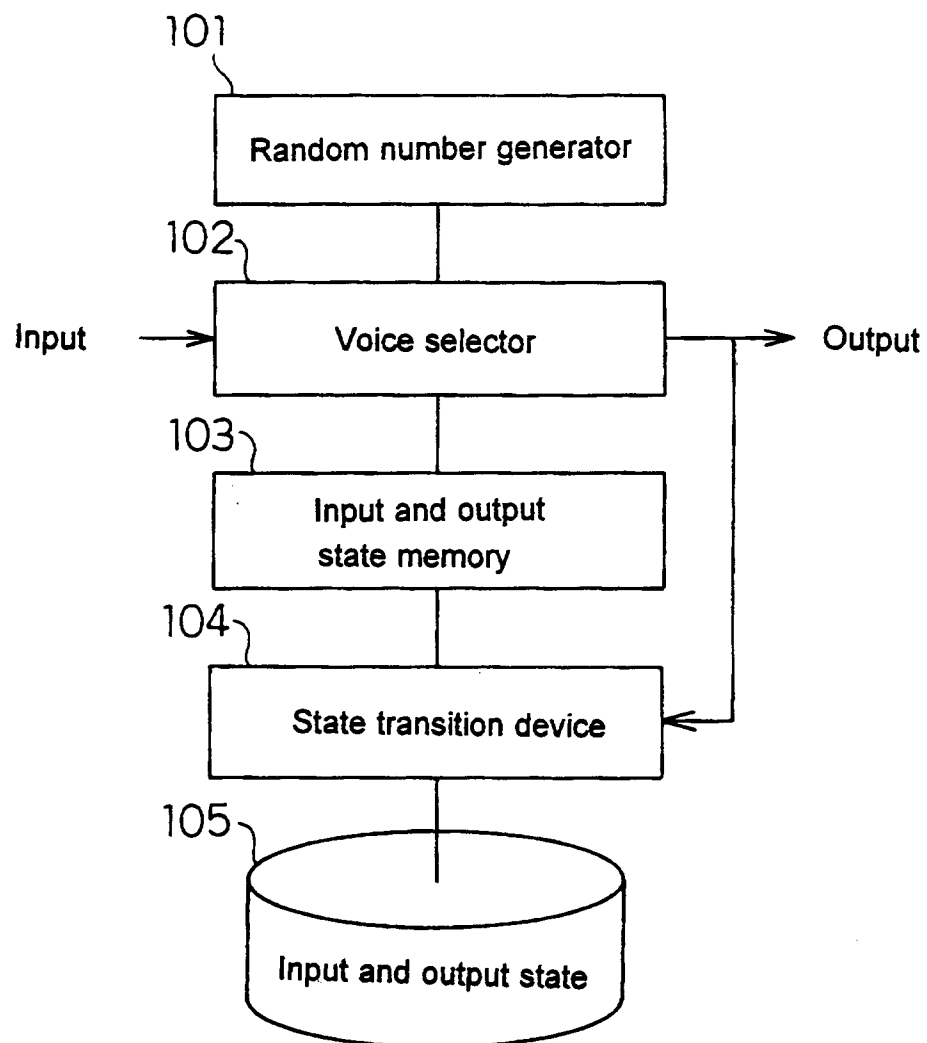 101
Random number generator
102
Input
Voice selector
Output
103
Input and output
state memory
104
State transition device
105
Input and output state